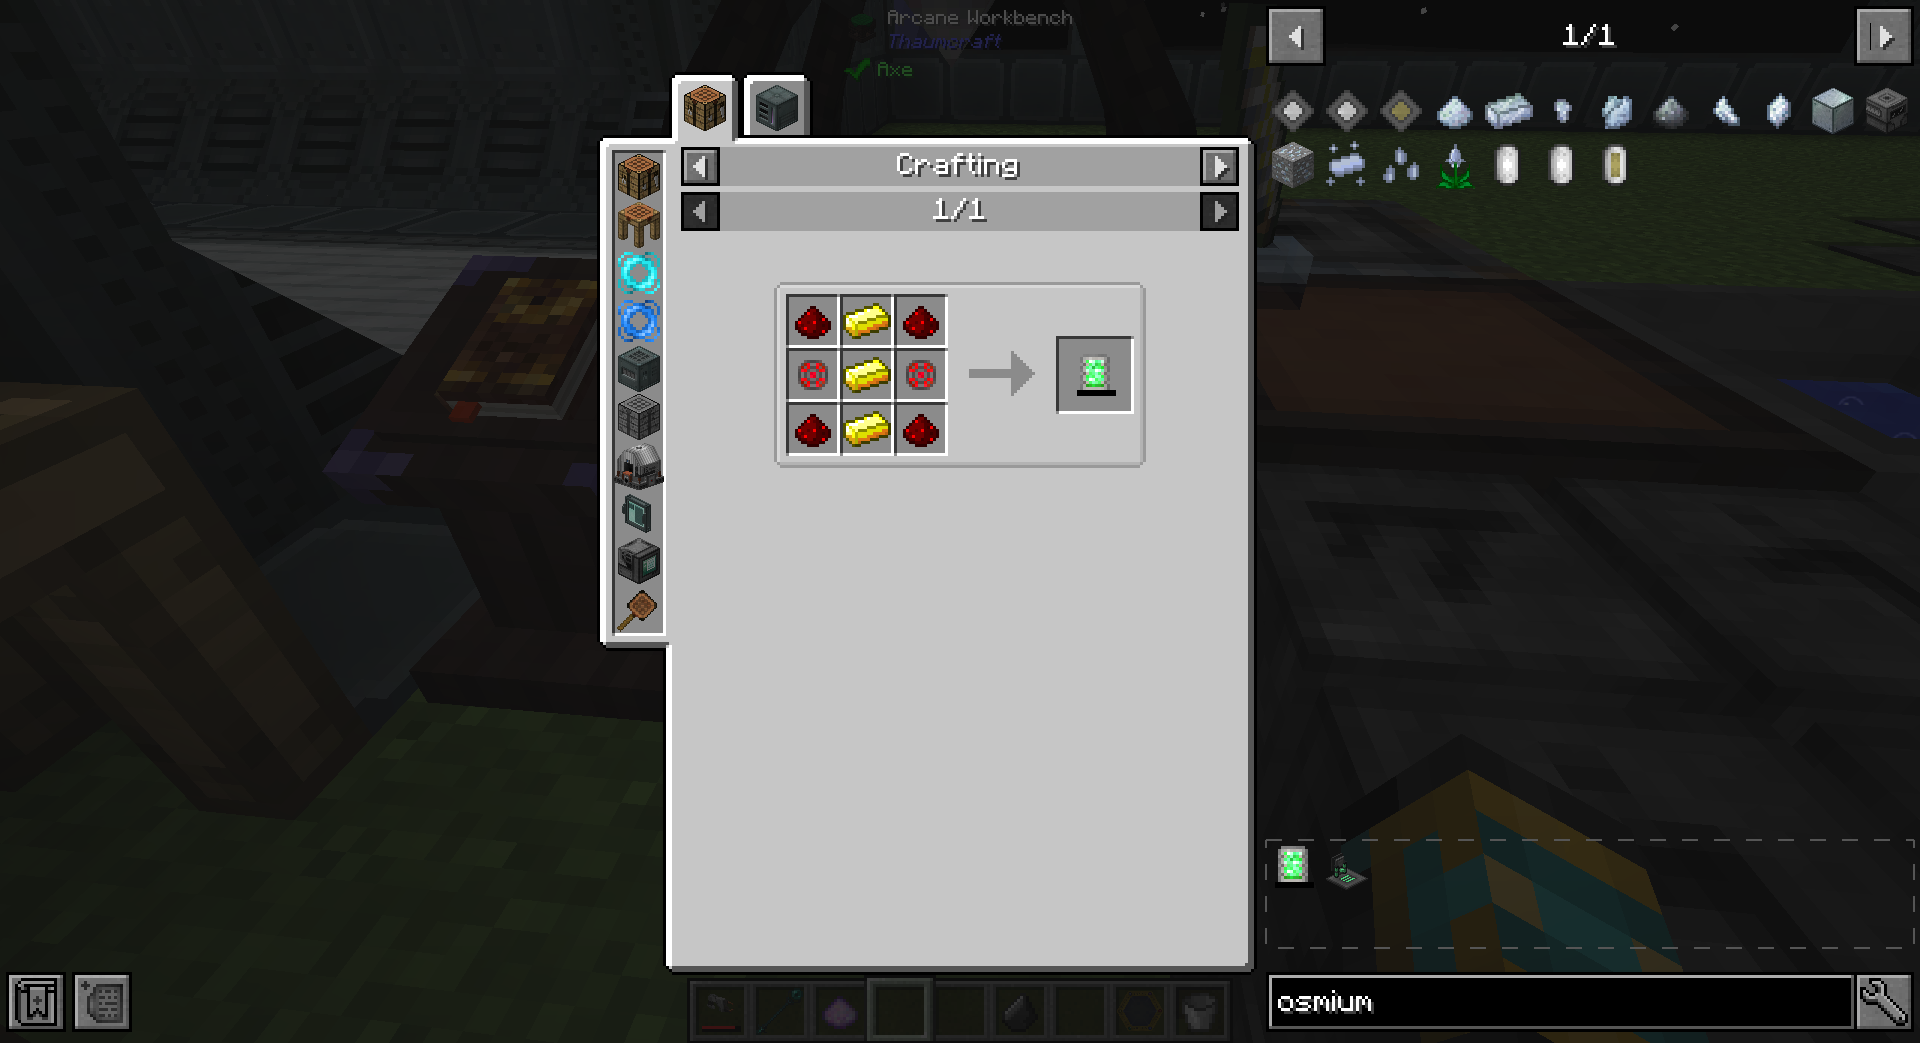 Arcane Workbench
Thaumcraft
Axe
1/1
Crafting
1/1
osmium